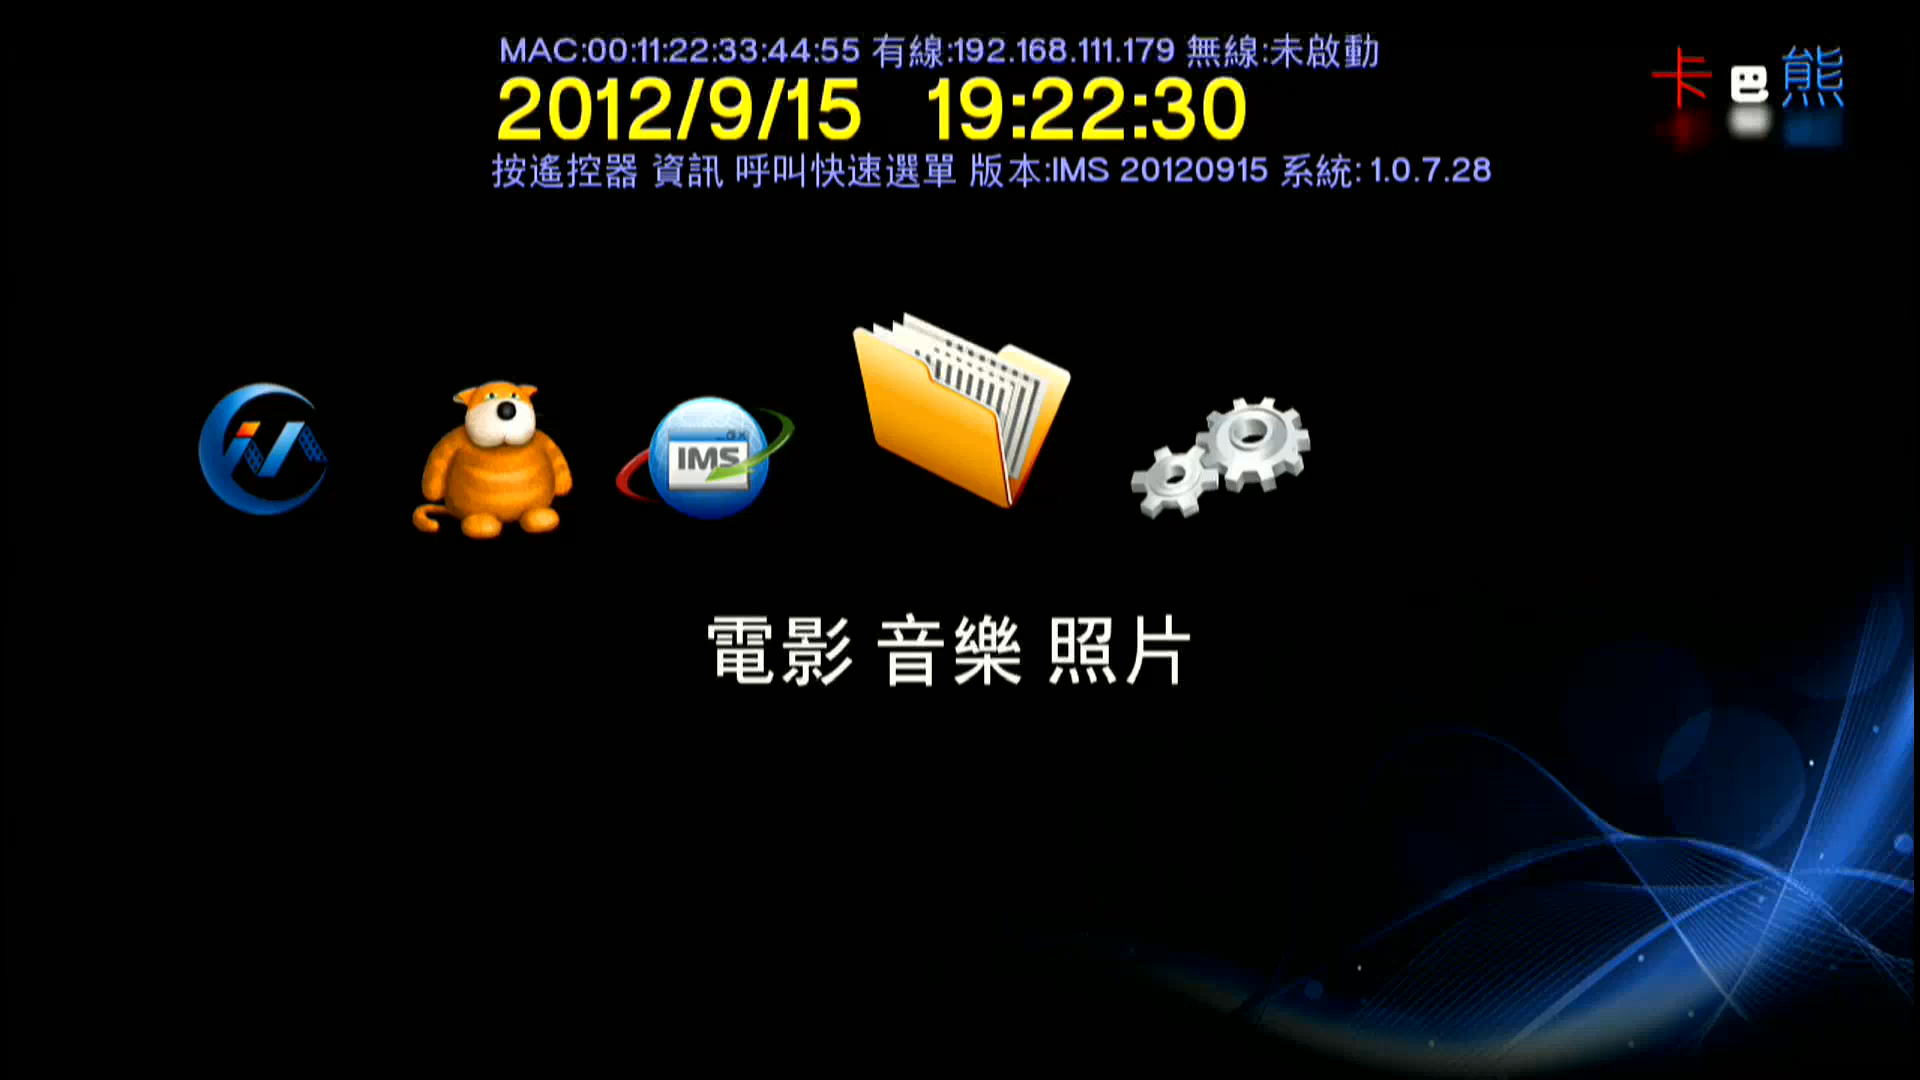 MAC:00:11:22:33:44:55 有線:192.168.111.179 無線:未啟動
卡巴熊
2012/9/15 19:22:30
按遙控器 資訊 呼叫快速選單 版本:IMS 20120915 系統: 1.0.7.28
IMS
電影 音樂 照片